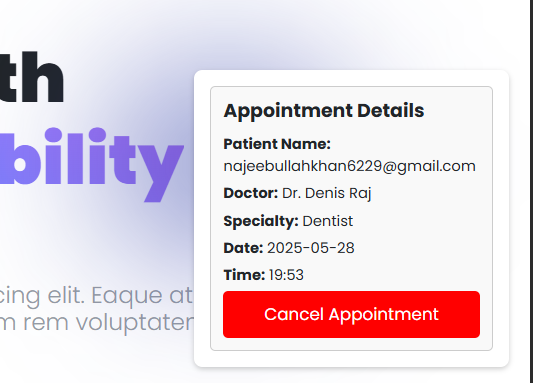 th
bility
cing elit. Eaque at
m rem voluptaten
Appointment Details
Patient Name:
najeebullahkhan6229@gmail.com
Doctor: Dr. Denis Raj
Specialty: Dentist
Date: 2025-05-28
Time: 19:53
Cancel Appointment